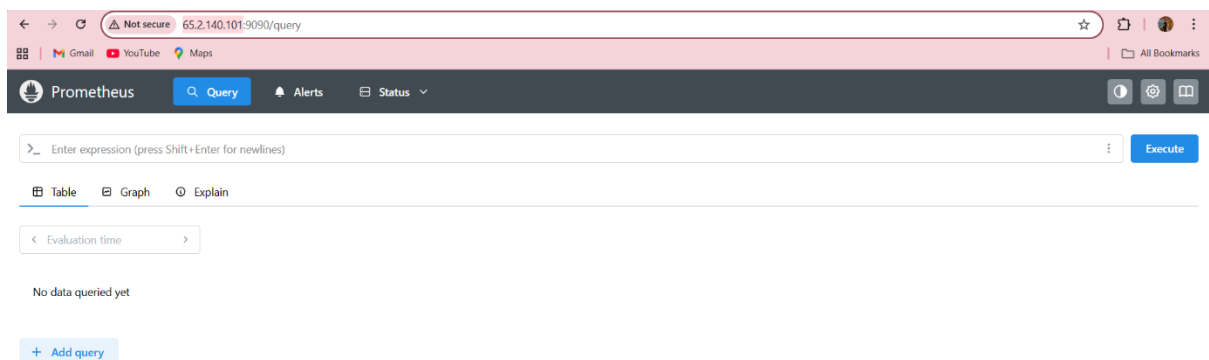 Not secure 65.2.140.101:9090/query
Gmail YouTube Maps All Bookmarks
Prometheus Query Alerts Status
>_ Enter expression (press Shift+Enter for newlines) Execute
Table Graph Explain
< Evaluation time >
No data queried yet
+ Add query